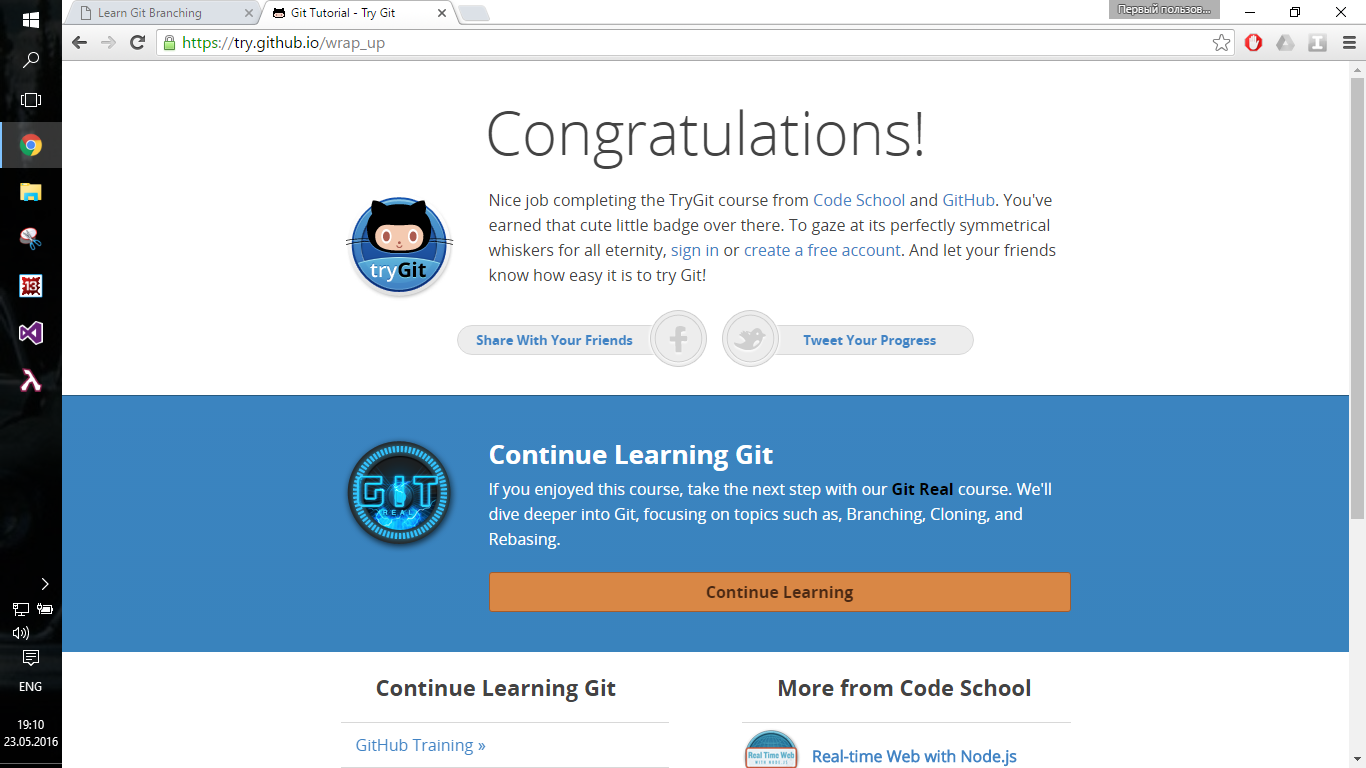 Learn Git Branching
Git Tutorial - Try Git
Первый пользов...
https://try.github.io/wrap_up
Congratulations!
Nice job completing the TryGit course from Code School and GitHub. You've
earned that cute little badge over there. To gaze at its perfectly symmetrical
whiskers for all eternity, sign in or create a free account. And let your friends
know how easy it is to try Git!
tryGit
Share With Your Friends
Tweet Your Progress
GIT
REAL
Continue Learning Git
If you enjoyed this course, take the next step with our Git Real course. We'll
dive deeper into Git, focusing on topics such as, Branching, Cloning, and
Rebasing.
Continue Learning
Continue Learning Git
GitHub Training »
More from Code School
Real Time Web
WITH NODE.JS
Real-time Web with Node.js
13
ENG
19:10
23.05.2016